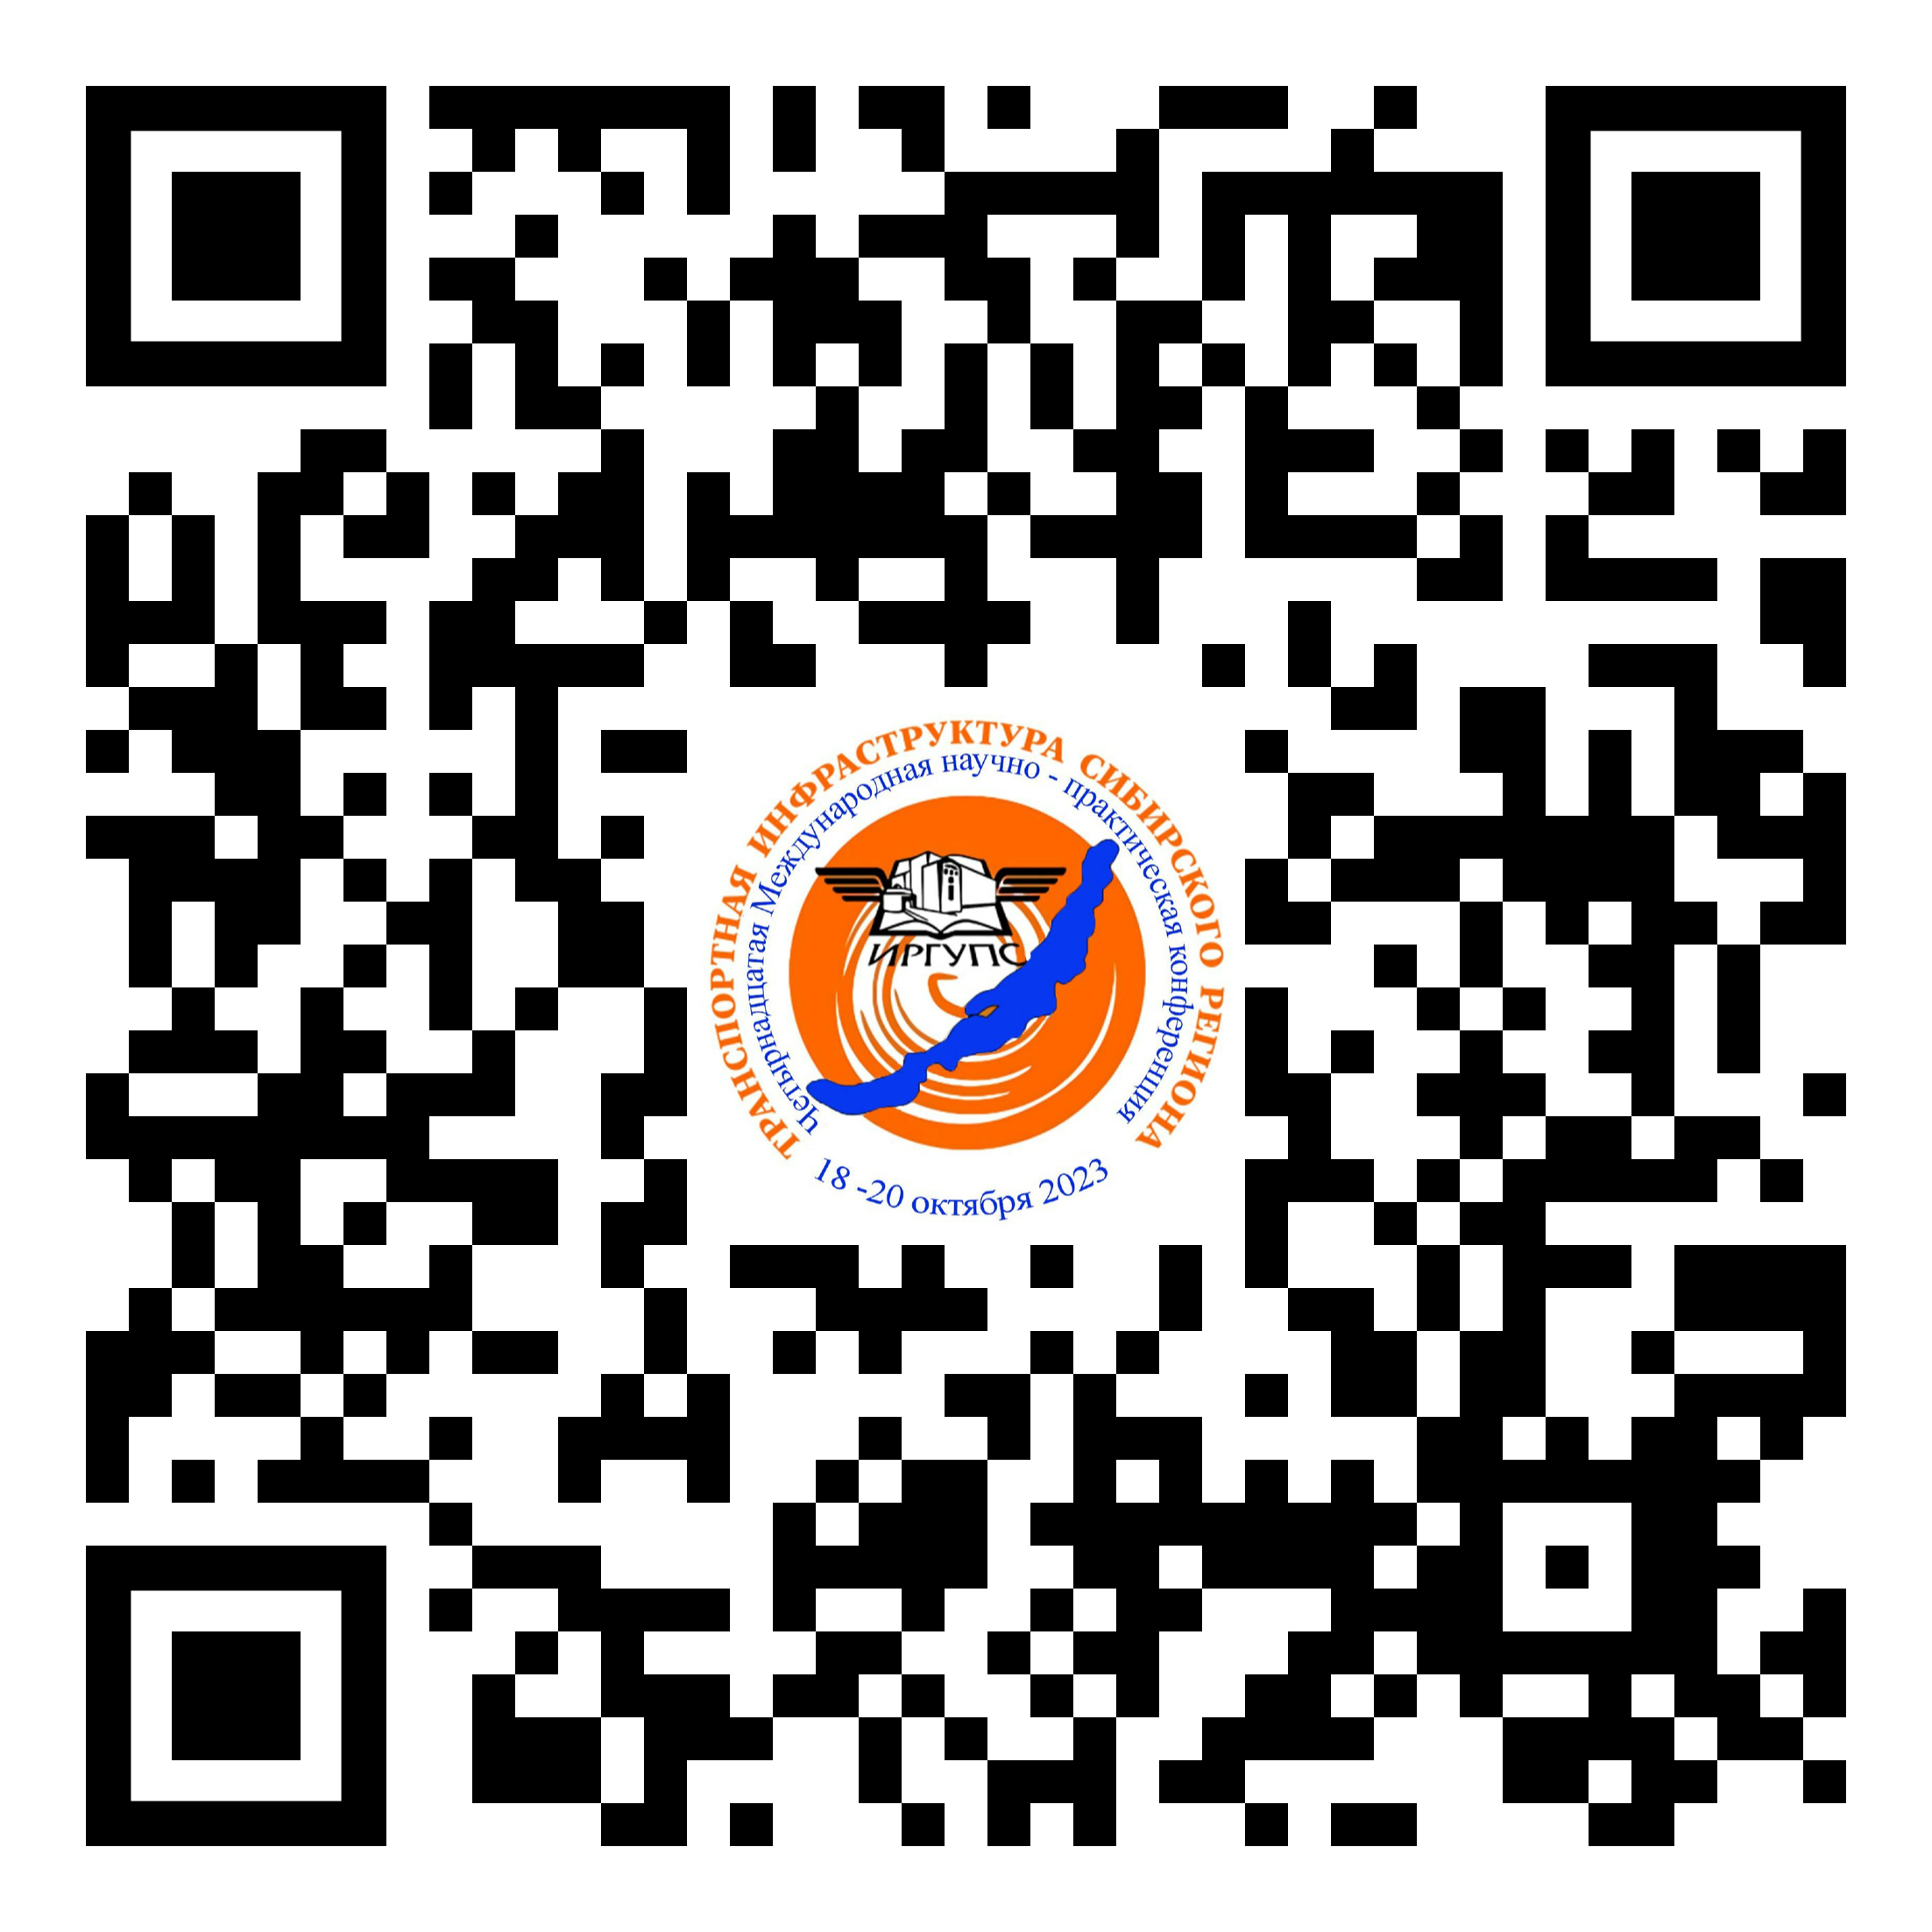 ТРАНСПОРТНАЯ ИНФРАСТРУКТУРА СИБИРСКОГО РЕГИОНА
Четырнадцатая Международная научно - практическая конференция
ИРГУПС
18 -20 октября 2023